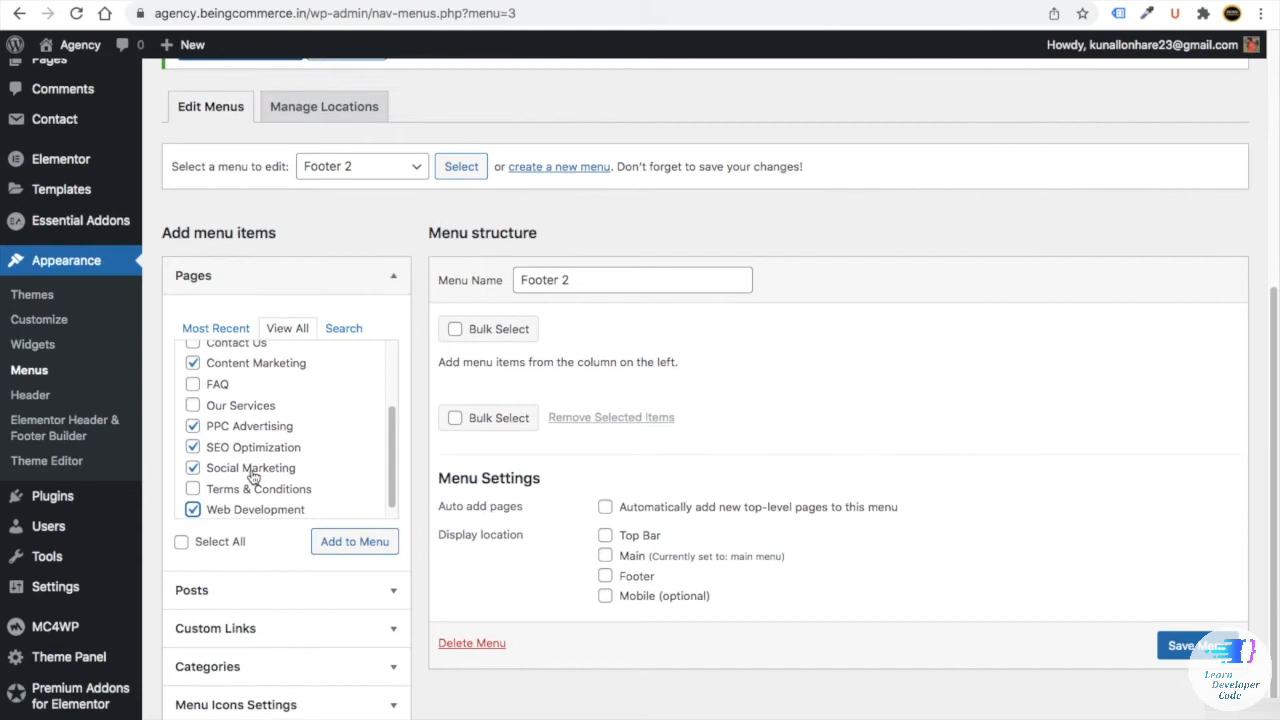 agency.beingcommerce.in/wp-admin/nav-menus.php?menu=3
Agency 0 New
Howdy, kunallonhare23@gmail.com
Pages
Comments
Contact
Elementor
Templates
Essential Addons
Appearance
Themes
Customize
Widgets
Menus
Header
Elementor Header &
Footer Builder
Theme Editor
Plugins
Users
Tools
Settings
MC4WP
Theme Panel
Premium Addons
for Elementor
Edit Menus
Manage Locations
Select a menu to edit: Footer 2 Select or create a new menu. Don't forget to save your changes!
Add menu items
Pages
Most Recent View All Search
Contact Us
Content Marketing
FAQ
Our Services
PPC Advertising
SEO Optimization
Social Marketing
Terms & Conditions
Web Development
Select All
Add to Menu
Posts
Custom Links
Categories
Menu Icons Settings
Menu structure
Menu Name Footer 2
Bulk Select
Add menu items from the column on the left.
Bulk Select Remove Selected Items
Menu Settings
Auto add pages Automatically add new top-level pages to this menu
Display location Top Bar
Main (Currently set to: main menu)
Footer
Mobile (optional)
Delete Menu
Save
Learn
Developer
Code